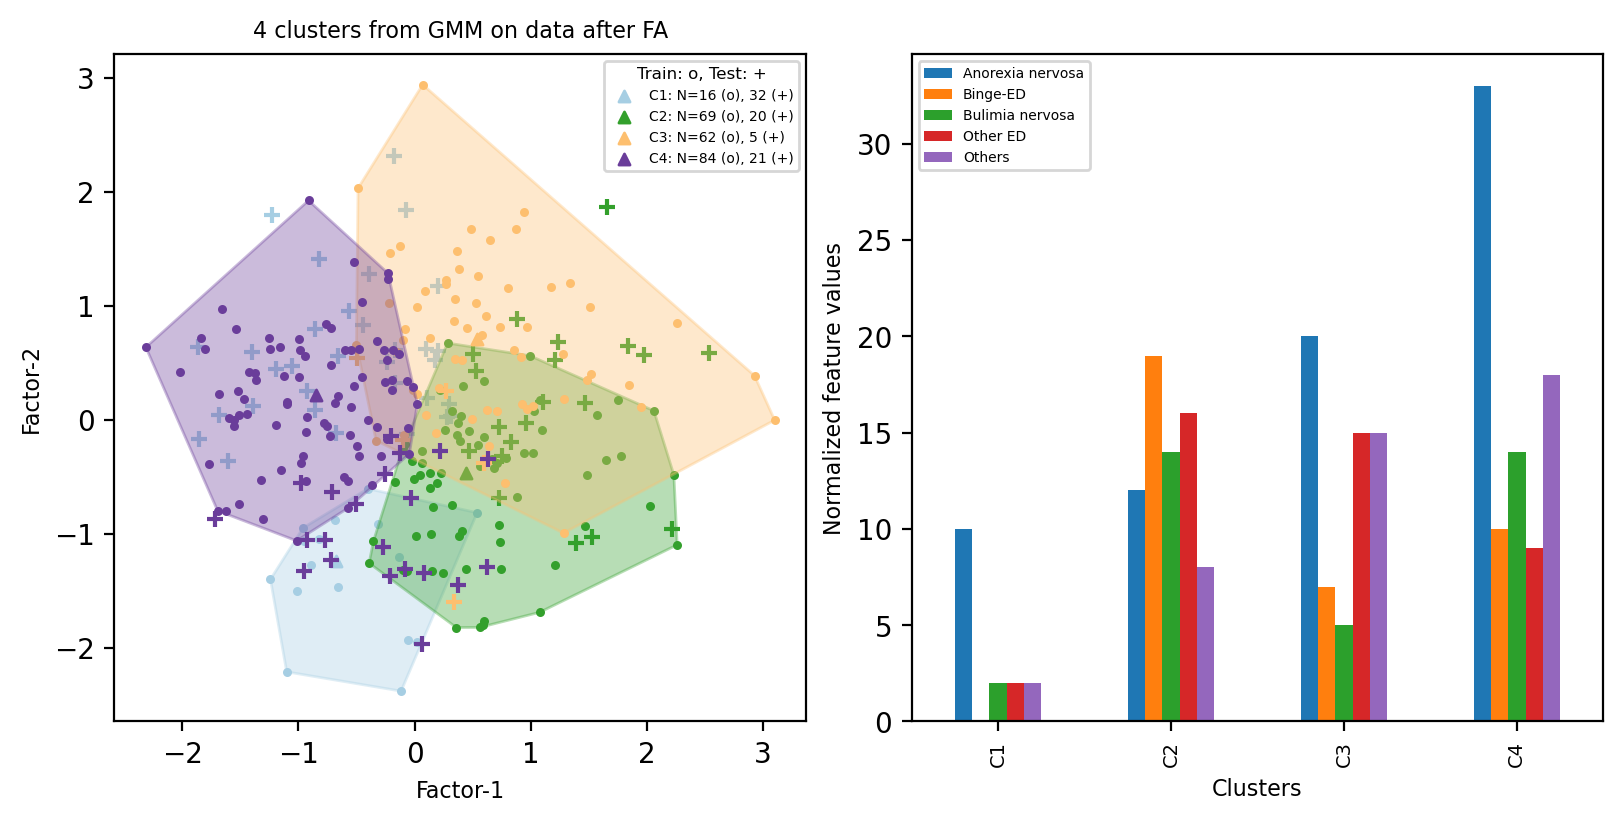 4 clusters from GMM on data after FA
Train: o, Test: +
C1: N=16 (o), 32 (+)
C2: N=69 (o), 20 (+)
C3: N=62 (o), 5 (+)
C4: N=84 (o), 21 (+)
3
2
1
0
−1
−2
Factor-2
−2
−1
0
1
2
3
Factor-1
Anorexia nervosa
Binge-ED
Bulimia nervosa
Other ED
Others
30
25
20
15
10
5
0
Normalized feature values
C1
C2
C3
C4
Clusters